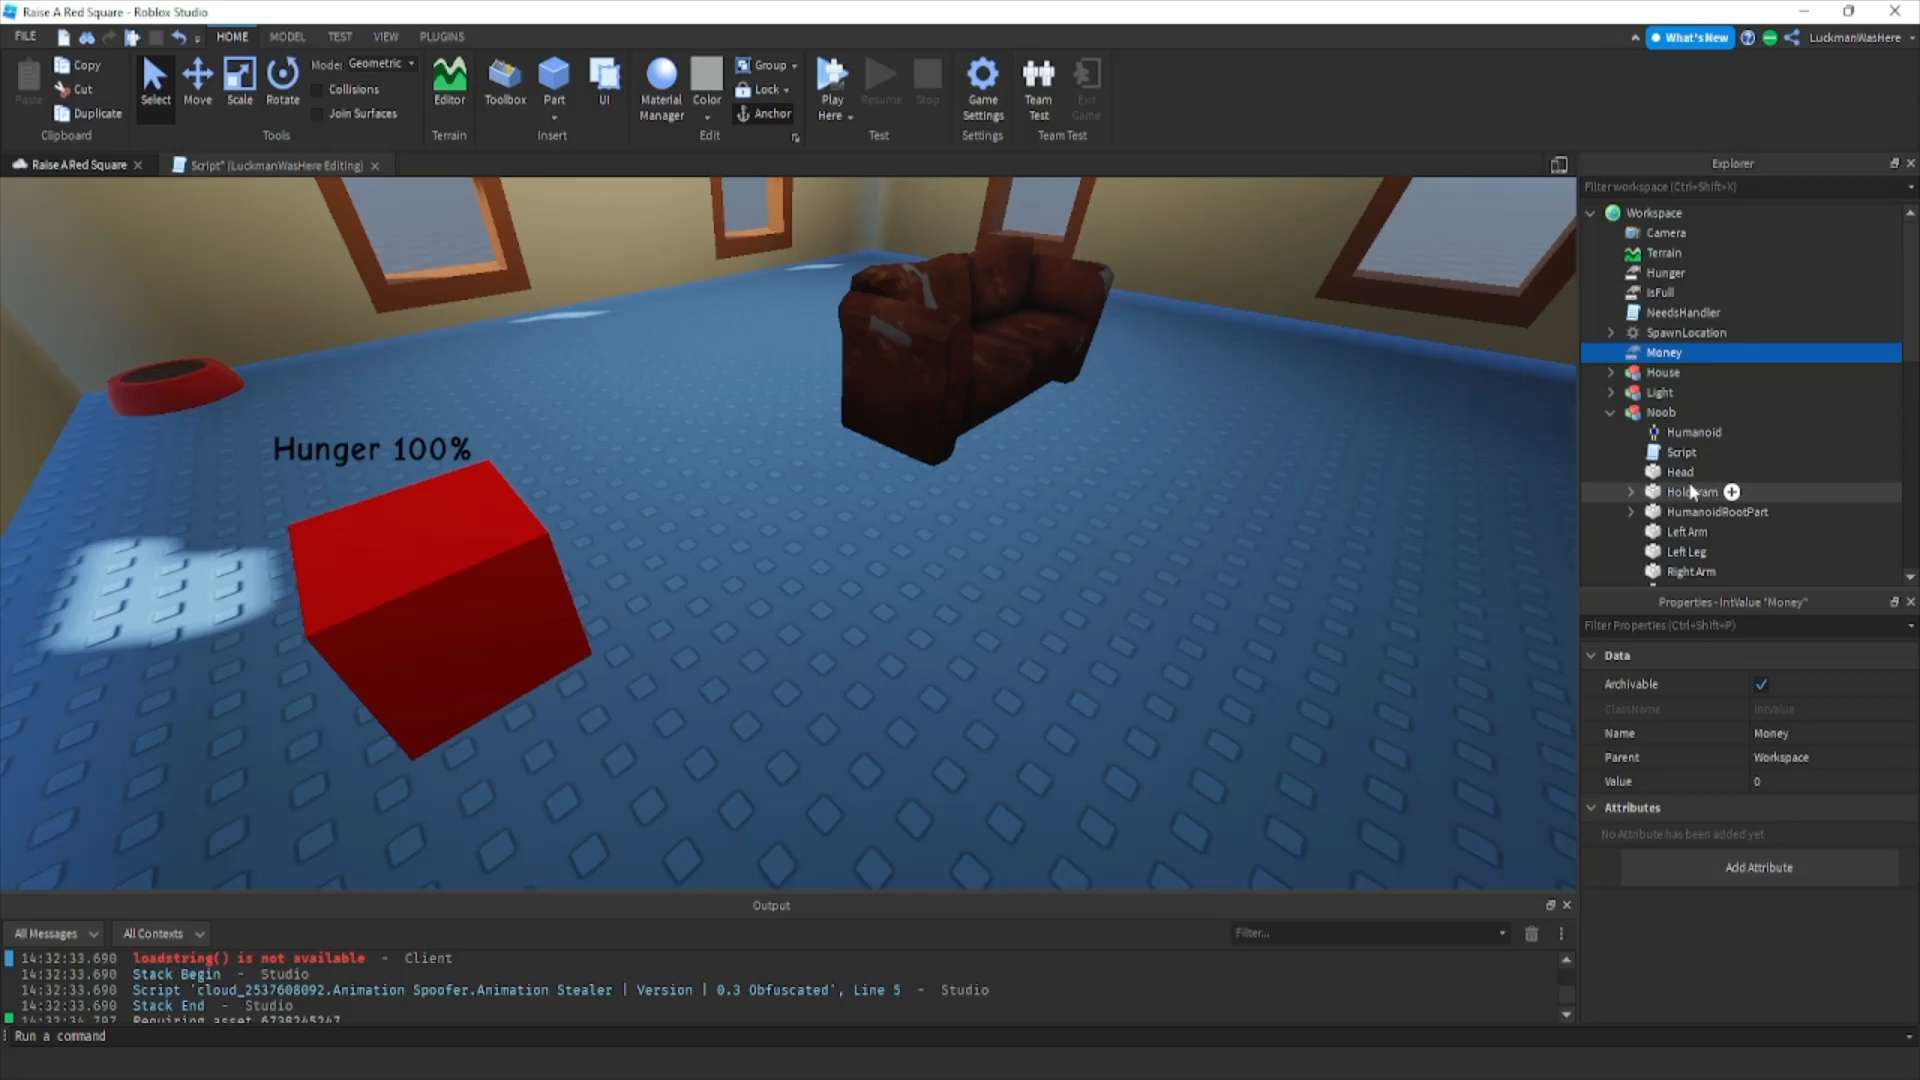 Raise A Red Square - Roblox Studio
FILE
HOME
MODEL
TEST
VIEW
PLUGINS
What's New
LuckmanWasHere
Paste
Copy
Cut
Duplicate
Clipboard
Select
Move
Scale
Rotate
Mode: Geometric
Collisions
Join Surfaces
Tools
Editor
Terrain
Toolbox
Part
UI
Insert
Material Manager
Color
Group
Lock
Anchor
Edit
Play Here
Resume
Stop
Test
Game Settings
Settings
Team Test
Exit Game
Team Test
Raise A Red Square
Script* (LuckmanWasHere Editing)
Hunger 100%
Explorer
Filter workspace (Ctrl+Shift+X)
Workspace
Camera
Terrain
Hunger
IsFull
NeedsHandler
SpawnLocation
Money
House
Light
Noob
Humanoid
Script
Head
HumanoidRootPart
Left Arm
Left Leg
Right Arm
Properties - IntValue "Money"
Filter Properties (Ctrl+Shift+P)
Data
Archivable
ClassName IntValue
Name Money
Parent Workspace
Value 0
Attributes
No Attribute has been added yet
Add Attribute
Output
All Messages
All Contexts
Filter...
14:32:33.690 loadstring() is not available - Client
14:32:33.690 Stack Begin - Studio
14:32:33.690 Script 'cloud_2537608092.Animation Spoofer.Animation Stealer | Version | 0.3 Obfuscated', Line 5 - Studio
14:32:33.690 Stack End - Studio
14:32:34.797 Requiring asset 6738245247
Run a command